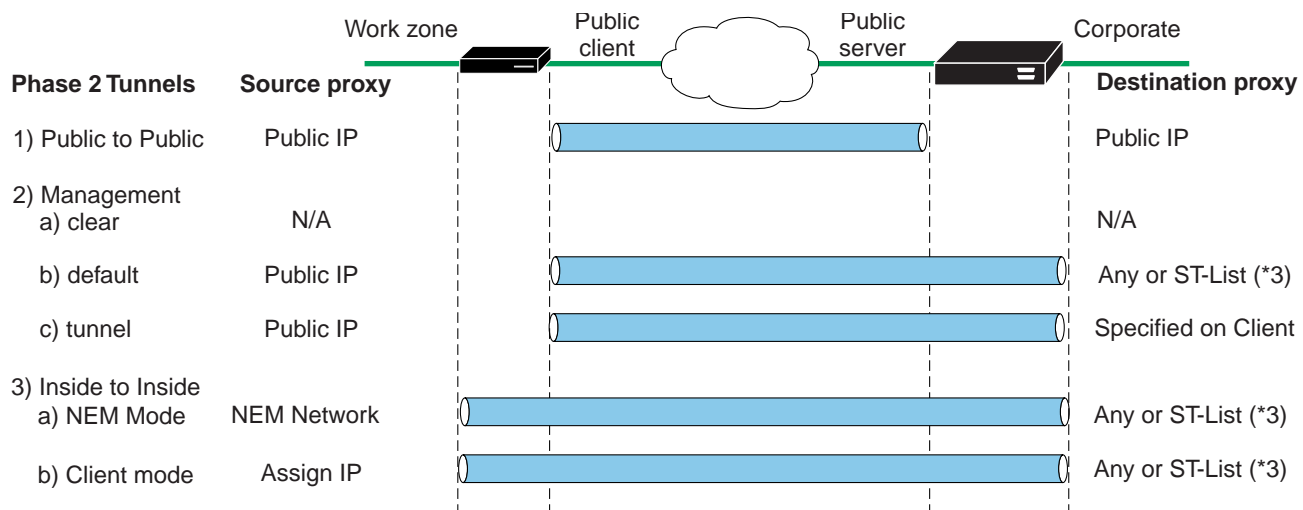 Work zone
Public
client
Public
server
Corporate
Phase 2 Tunnels Source proxy Destination proxy
1) Public to Public Public IP Public IP
2) Management
a) clear N/A N/A
b) default Public IP Any or ST-List (*3)
c) tunnel Public IP Specified on Client
3) Inside to Inside
a) NEM Mode NEM Network Any or ST-List (*3)
b) Client mode Assign IP Any or ST-List (*3)